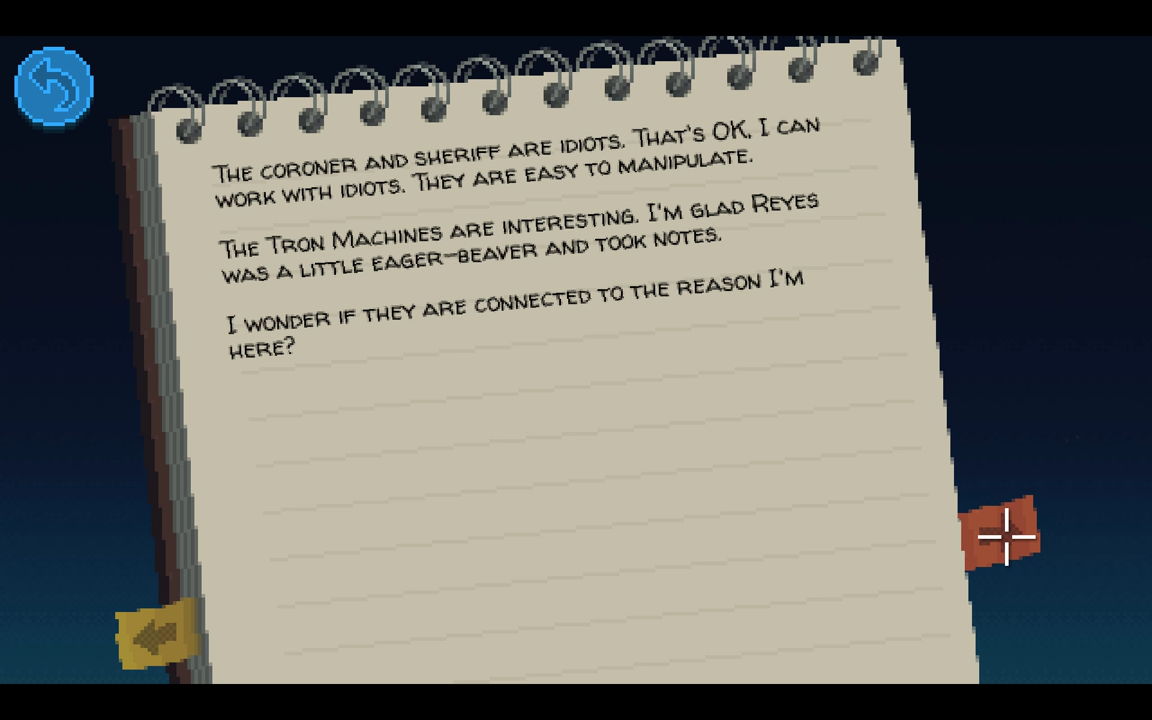 The coroner and sheriff are idiots. That's OK, I can
work with idiots. They are easy to manipulate.
The Tron Machines are interesting. I'm glad Reyes
was a little eager-beaver and took notes.
I wonder if they are connected to the reason I'm
here?